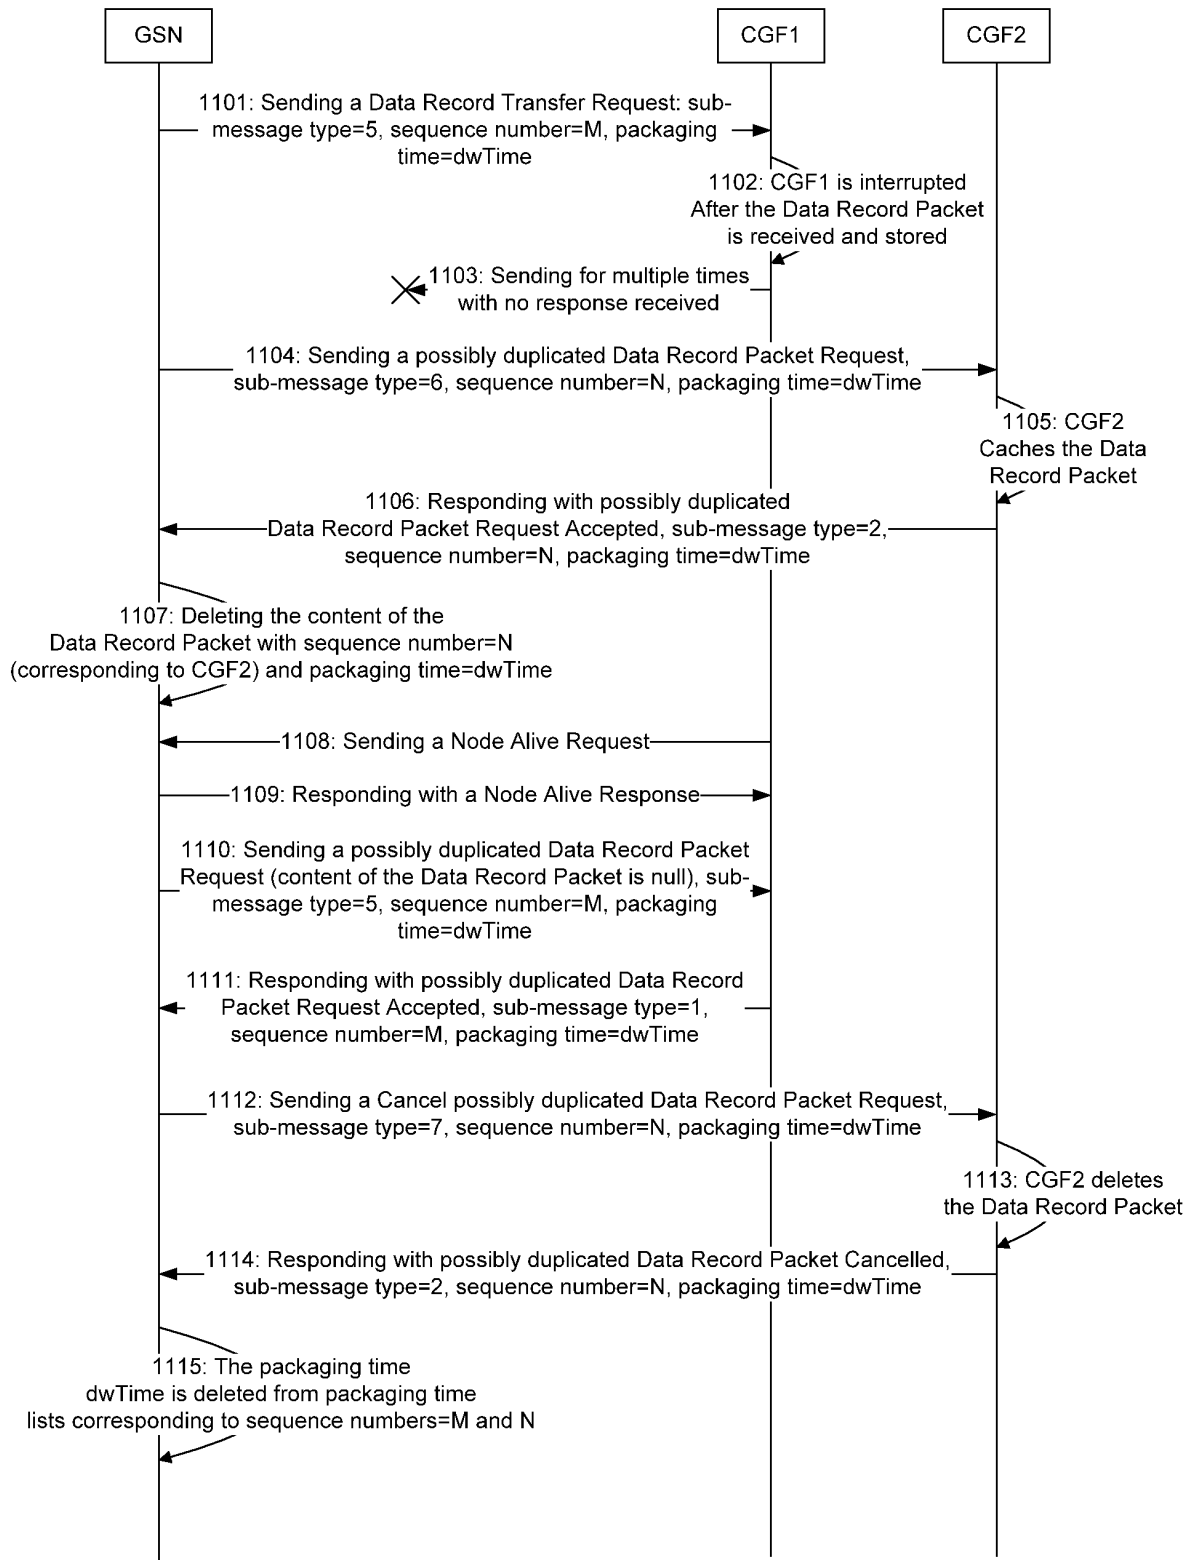 GSN
CGF1
CGF2
1101: Sending a Data Record Transfer Request: sub-
message type=5, sequence number=M, packaging
time=dwTime
1102: CGF1 is interrupted
After the Data Record Packet
is received and stored
1103: Sending for multiple times
with no response received
1104: Sending a possibly duplicated Data Record Packet Request,
sub-message type=6, sequence number=N, packaging time=dwTime
1105: CGF2
Caches the Data
Record Packet
1106: Responding with possibly duplicated
Data Record Packet Request Accepted, sub-message type=2,
sequence number=N, packaging time=dwTime
1107: Deleting the content of the
Data Record Packet with sequence number=N
(corresponding to CGF2) and packaging time=dwTime
1108: Sending a Node Alive Request
1109: Responding with a Node Alive Response
1110: Sending a possibly duplicated Data Record Packet
Request (content of the Data Record Packet is null), sub-
message type=5, sequence number=M, packaging
time=dwTime
1111: Responding with possibly duplicated Data Record
Packet Request Accepted, sub-message type=1,
sequence number=M, packaging time=dwTime
1112: Sending a Cancel possibly duplicated Data Record Packet Request,
sub-message type=7, sequence number=N, packaging time=dwTime
1113: CGF2 deletes
the Data Record Packet
1114: Responding with possibly duplicated Data Record Packet Cancelled,
sub-message type=2, sequence number=N, packaging time=dwTime
1115: The packaging time
dwTime is deleted from packaging time
lists corresponding to sequence numbers=M and N